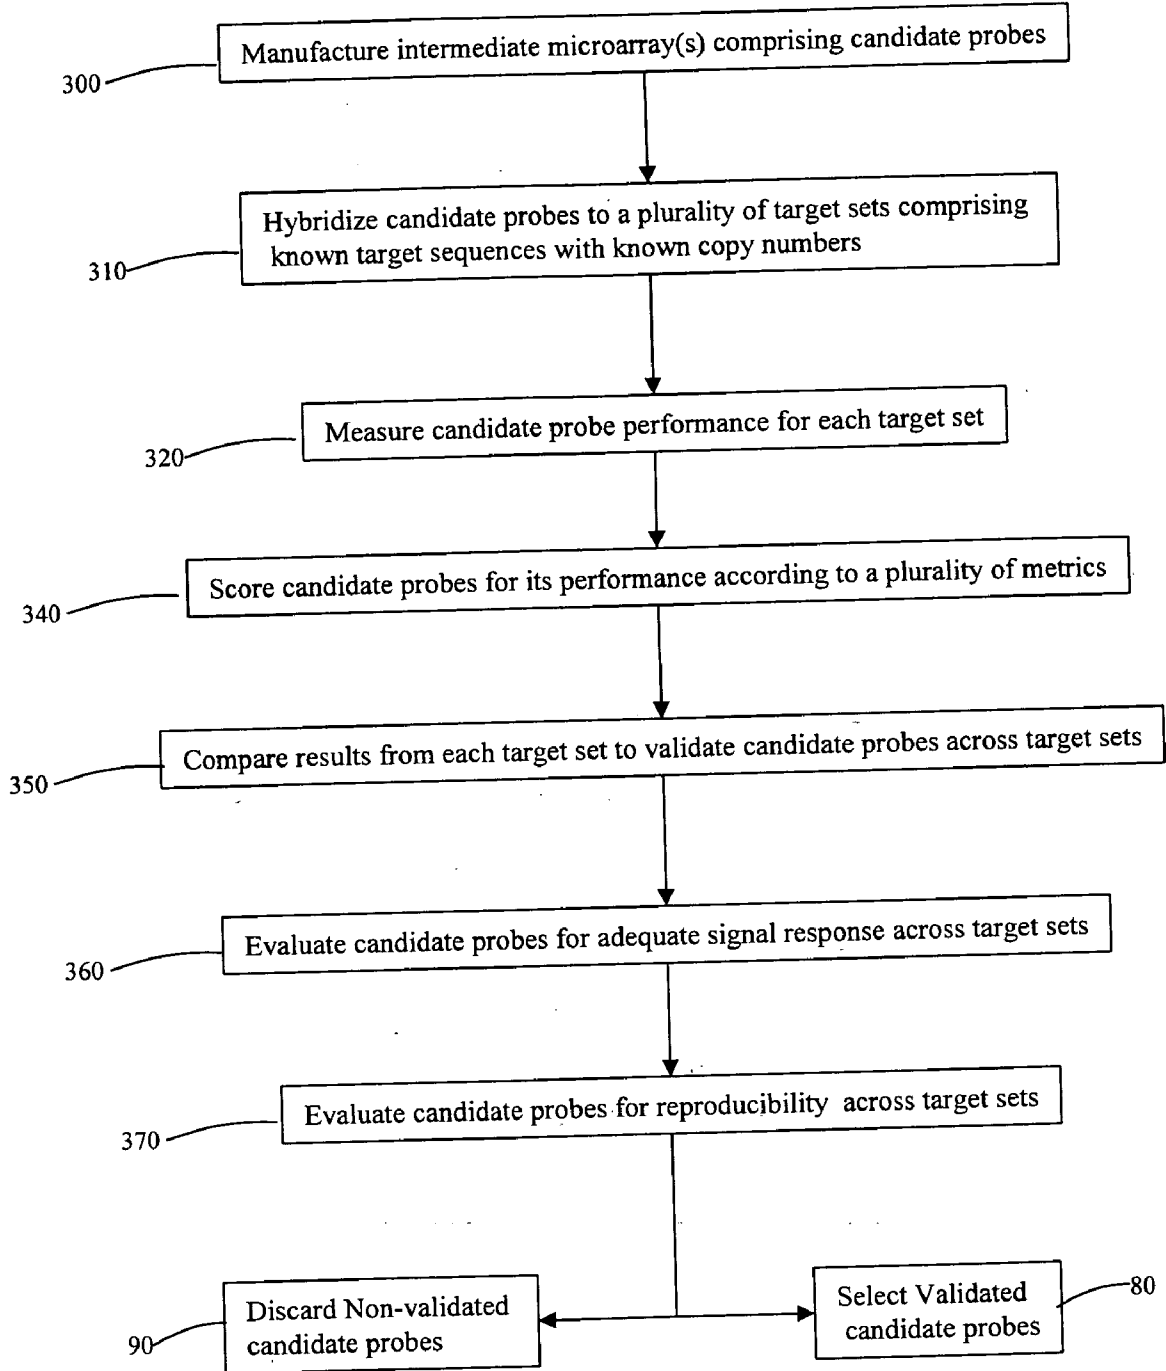 Manufacture intermediate microarray(s) comprising candidate probes
300
Hybridize candidate probes to a plurality of target sets comprising
known target sequences with known copy numbers
310
Measure candidate probe performance for each target set
320
Score candidate probes for its performance according to a plurality of metrics
340
Compare results from each target set to validate candidate probes across target sets
350
Evaluate candidate probes for adequate signal response across target sets
360
Evaluate candidate probes for reproducibility across target sets
370
Discard Non-validated
candidate probes
90
Select Validated
candidate probes
80